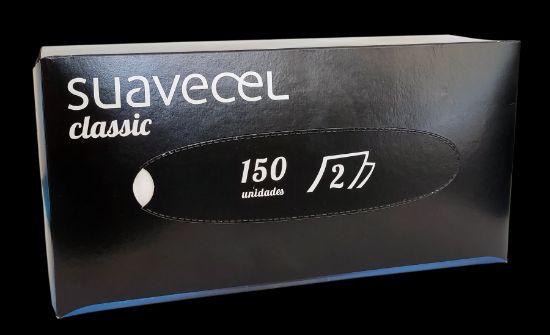 suavecel
classic
150 2
unidades